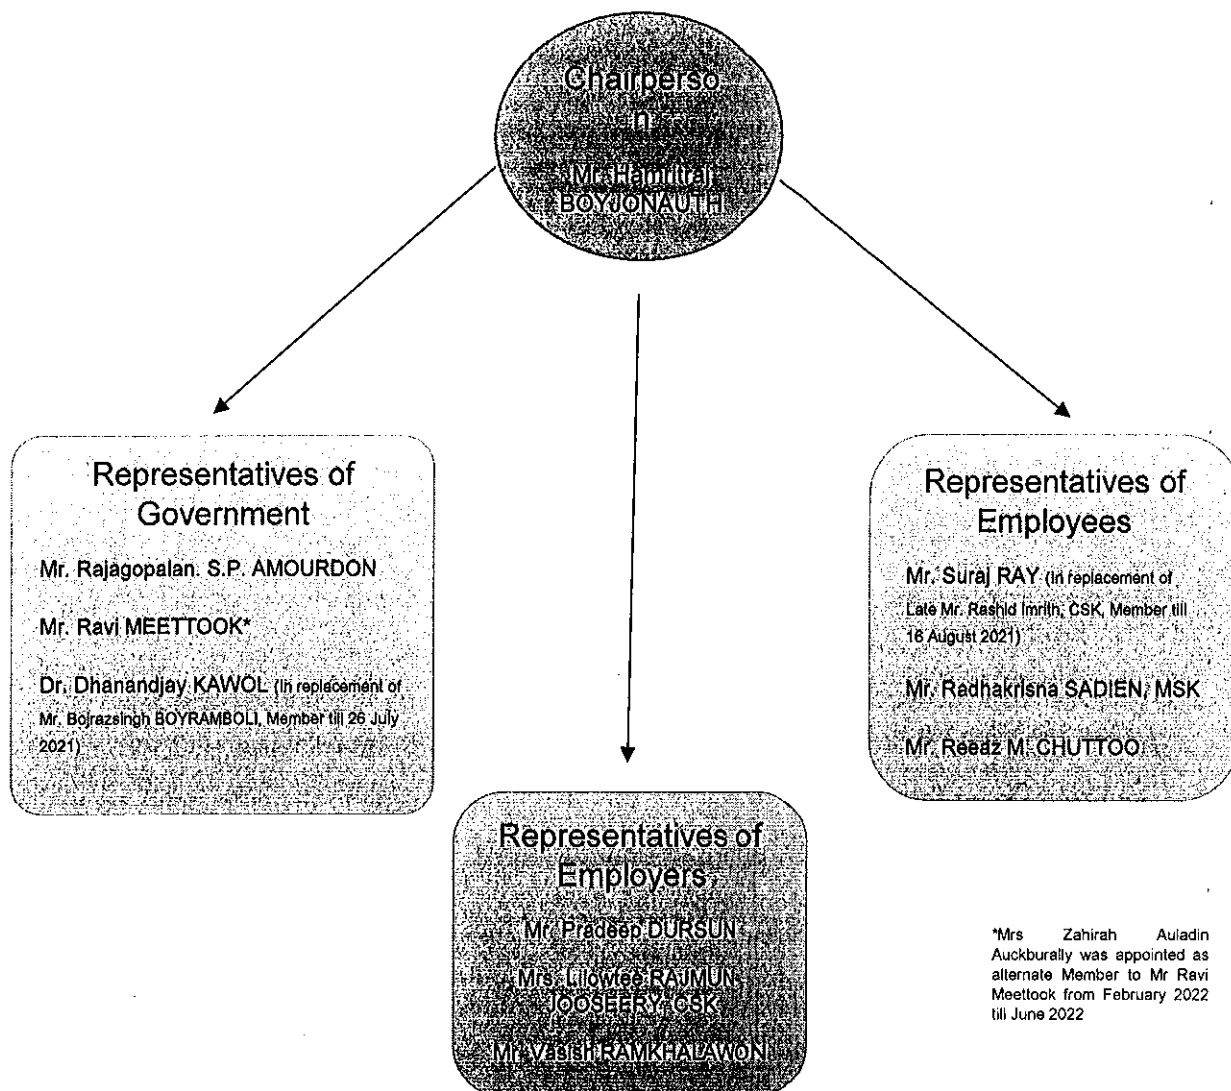 Chairperso
n
Mr. Hamritraj
BOYJONAUTH
Representatives of
Government
Mr. Rajagopalan. S.P. AMOURDON
Mr. Ravi MEETTOOK*
Dr. Dhanandjay KAWOL (In replacement of
Mr. Bojrazsingh BOYRAMBOLI, Member till 26 July
2021)
Representatives of
Employees
Mr. Suraj RAY (In replacement of
Late Mr. Rashid Imrith, CSK, Member till
16 August 2021)
Mr. Radhakrisna SADIEN, MSK
Mr. Reedz M. CHUTTOO
Representatives of
Employers
Mr. Pradeep DURSUN
Mrs. Lilowtee RAJMUN
JOOSEERY, CSK
Mr. Vasish RAMKHALAWON
*Mrs Zahirah Auladin
Auckburally was appointed as
alternate Member to Mr Ravi
Meettook from February 2022
till June 2022